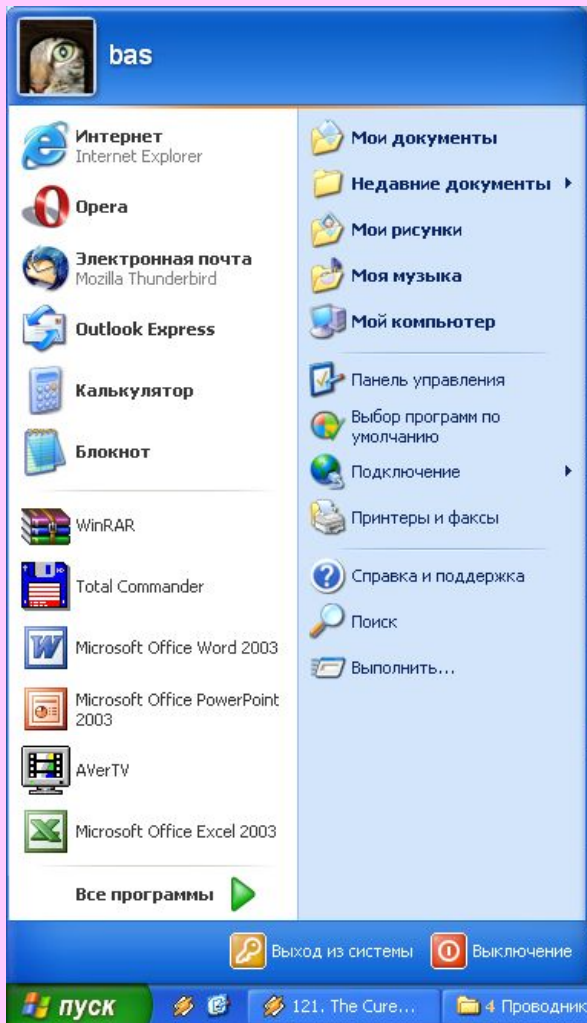 bas
Интернет
Internet Explorer
Opera
Электронная почта
Mozilla Thunderbird
Outlook Express
Калькулятор
Блокнот
WinRAR
Total Commander
Microsoft Office Word 2003
Microsoft Office PowerPoint
2003
AVerTV
Microsoft Office Excel 2003
Все программы
Мои документы
Недавние документы
Мои рисунки
Моя музыка
Мой компьютер
Панель управления
Выбор программ по
умолчанию
Подключение
Принтеры и факсы
Справка и поддержка
Поиск
Выполнить...
Выход из системы
Выключение
пуск
121. The Cure...
4 Проводник